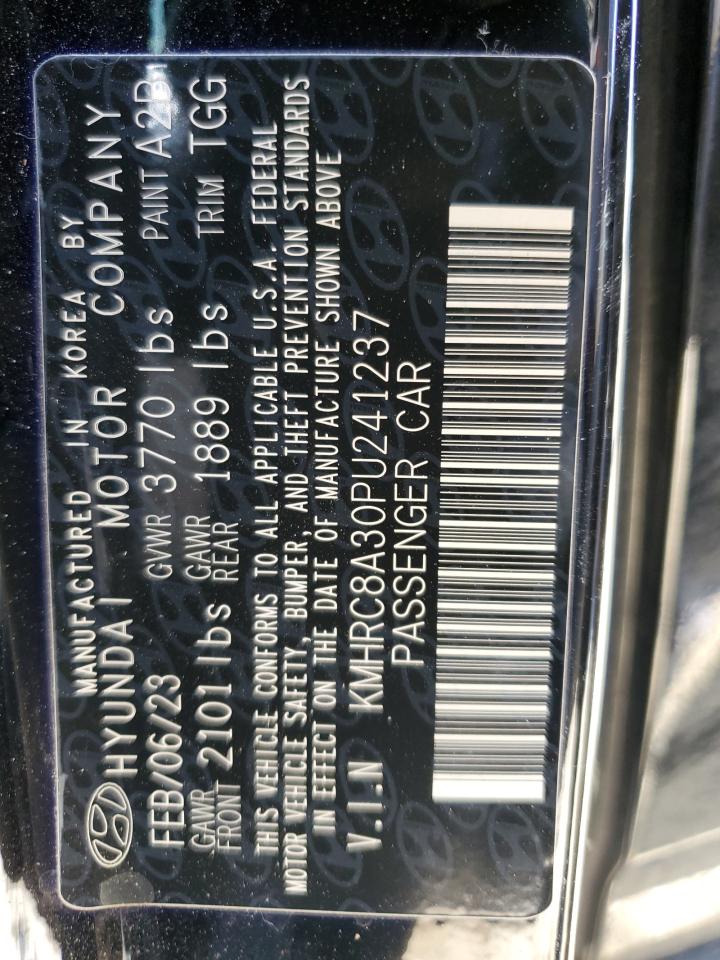 MANUFACTURED IN KOREA BY
HYUNDAI MOTOR COMPANY
FEB/06/23 GVWR 3770 lbs PAINT A2B
GAWR FRONT 2101 lbs GAWR REAR 1889 lbs TRIM TGG
THIS VEHICLE CONFORMS TO ALL APPLICABLE U.S.A. FEDERAL
MOTOR VEHICLE SAFETY, BUMPER, AND THEFT PREVENTION STANDARDS
IN EFFECT ON THE DATE OF MANUFACTURE SHOWN ABOVE
V.I.N KMHRC8A30PU241237
PASSENGER CAR